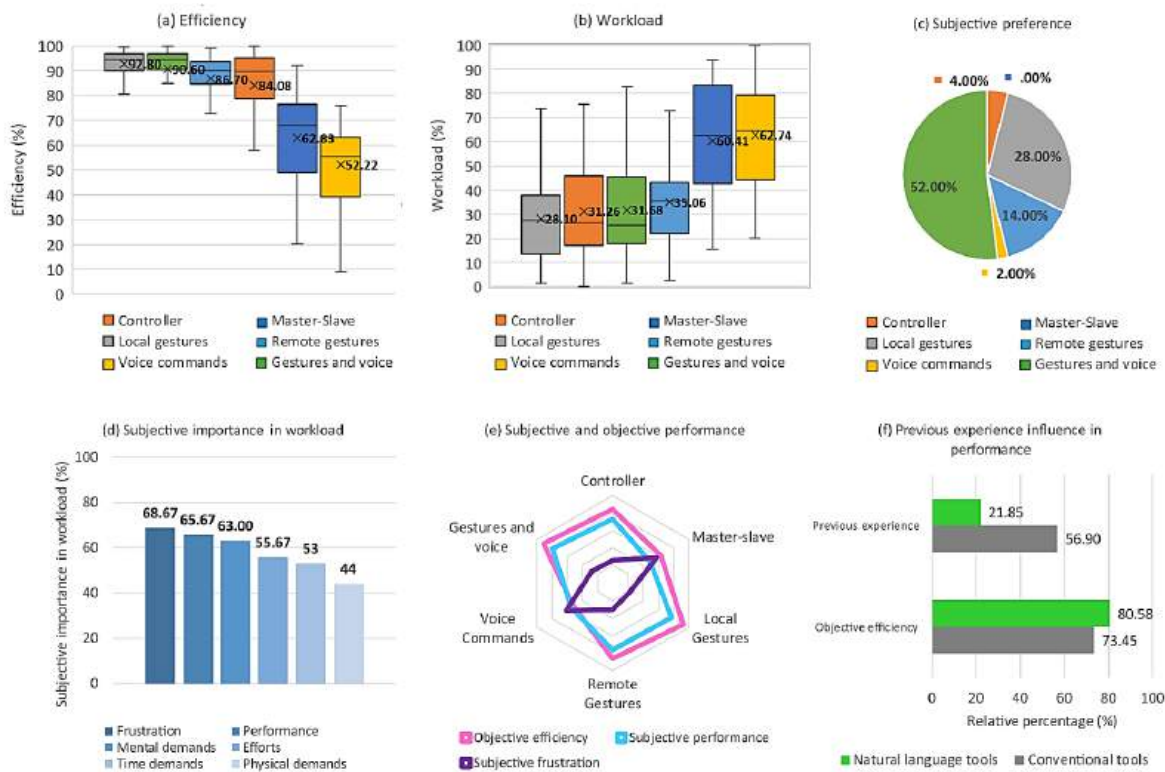 (a) Efficiency
Efficiency (%)
100
90
80
70
60
50
40
30
20
10
0
92.80
90.60
86.70
84.08
62.83
52.22
Controller
Master-Slave
Local gestures
Remote gestures
Voice commands
Gestures and voice
(b) Workload
Workload (%)
100
90
80
70
60
50
40
30
20
10
0
28.10
31.26
31.68
35.06
60.41
62.74
Controller
Master-Slave
Local gestures
Remote gestures
Voice commands
Gestures and voice
(c) Subjective preference
4.00%
.00%
28.00%
52.00%
14.00%
2.00%
Controller
Master-Slave
Local gestures
Remote gestures
Voice commands
Gestures and voice
(d) Subjective importance in workload
Subjective importance in workload (%)
100
80
60
40
20
0
68.67
65.67
63.00
55.67
53
44
Frustration
Performance
Mental demands
Efforts
Time demands
Physical demands
(e) Subjective and objective performance
Controller
Gestures and
voice
Master-slave
Voice
Commands
Local
Gestures
Remote
Gestures
Objective efficiency
Subjective performance
Subjective frustration
(f) Previous experience influence in
performance
Previous experience
21.85
56.90
Objective efficiency
80.58
73.45
0 20 40 60 80 100
Relative percentage (%)
Natural language tools
Conventional tools